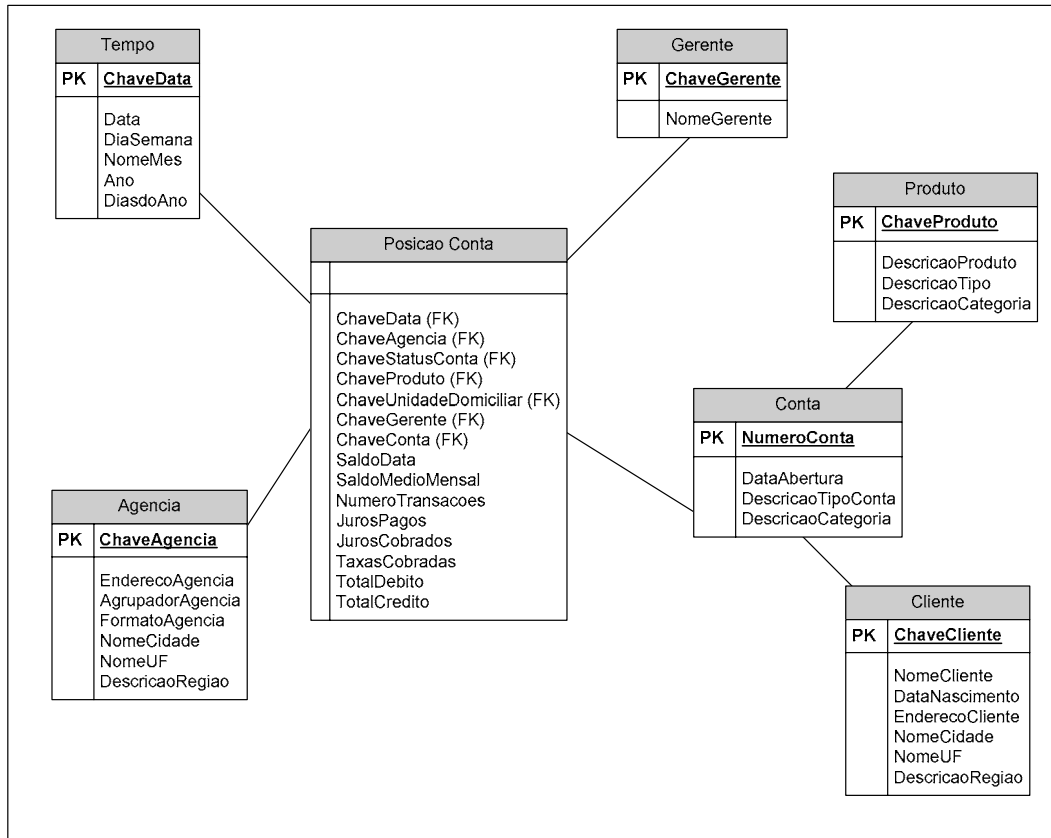 Tempo
PK ChaveData
Data
DiaSemana
NomeMes
Ano
DiasdoAno
Gerente
PK ChaveGerente
NomeGerente
Produto
PK ChaveProduto
DescricaoProduto
DescricaoTipo
DescricaoCategoria
Posicao Conta
ChaveData (FK)
ChaveAgencia (FK)
ChaveStatusConta (FK)
ChaveProduto (FK)
ChaveUnidadeDomiciliar (FK)
ChaveGerente (FK)
ChaveConta (FK)
SaldoData
SaldoMedioMensal
NumeroTransacoes
JurosPagos
JurosCobrados
TaxasCobradas
TotalDebito
TotalCredito
Conta
PK NumeroConta
DataAbertura
DescricaoTipoConta
DescricaoCategoria
Agencia
PK ChaveAgencia
EnderecoAgencia
AgrupadorAgencia
FormatoAgencia
NomeCidade
NomeUF
DescricaoRegiao
Cliente
PK ChaveCliente
NomeCliente
DataNascimento
EnderecoCliente
NomeCidade
NomeUF
DescricaoRegiao